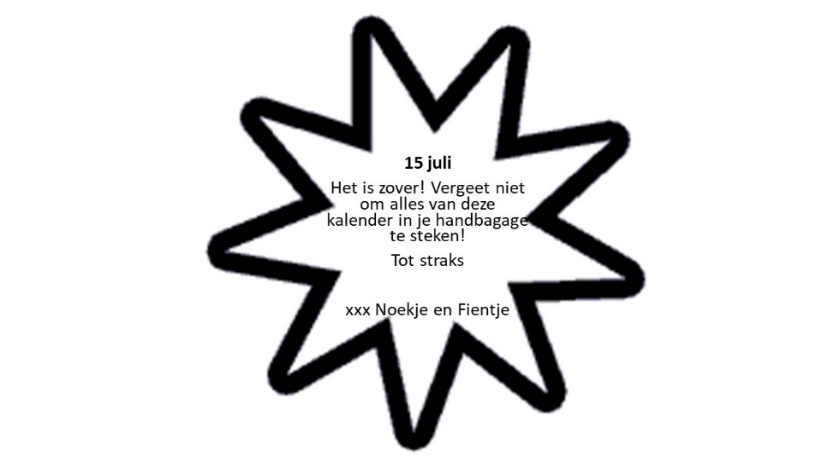 15 juli
Het is zover! Vergeet niet
om alles van deze
kalender in je handbagage
te steken!
Tot straks
xxx Noekje en Fientje